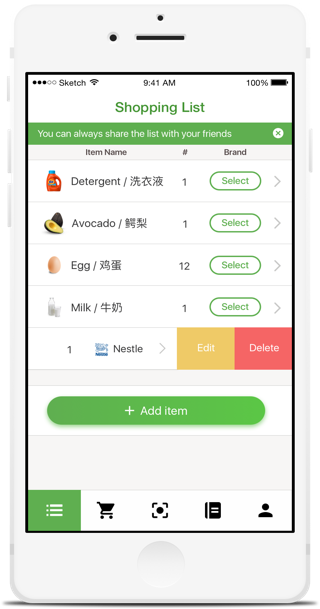 Sketch 9:41 AM 100%
Shopping List
You can always share the list with your friends
Item Name # Brand
Detergent / 洗衣液 1 Select
Avocado / 鳄梨 1 Select
Egg / 鸡蛋 12 Select
Milk / 牛奶 1 Select
1 Nestle Edit Delete
+ Add item